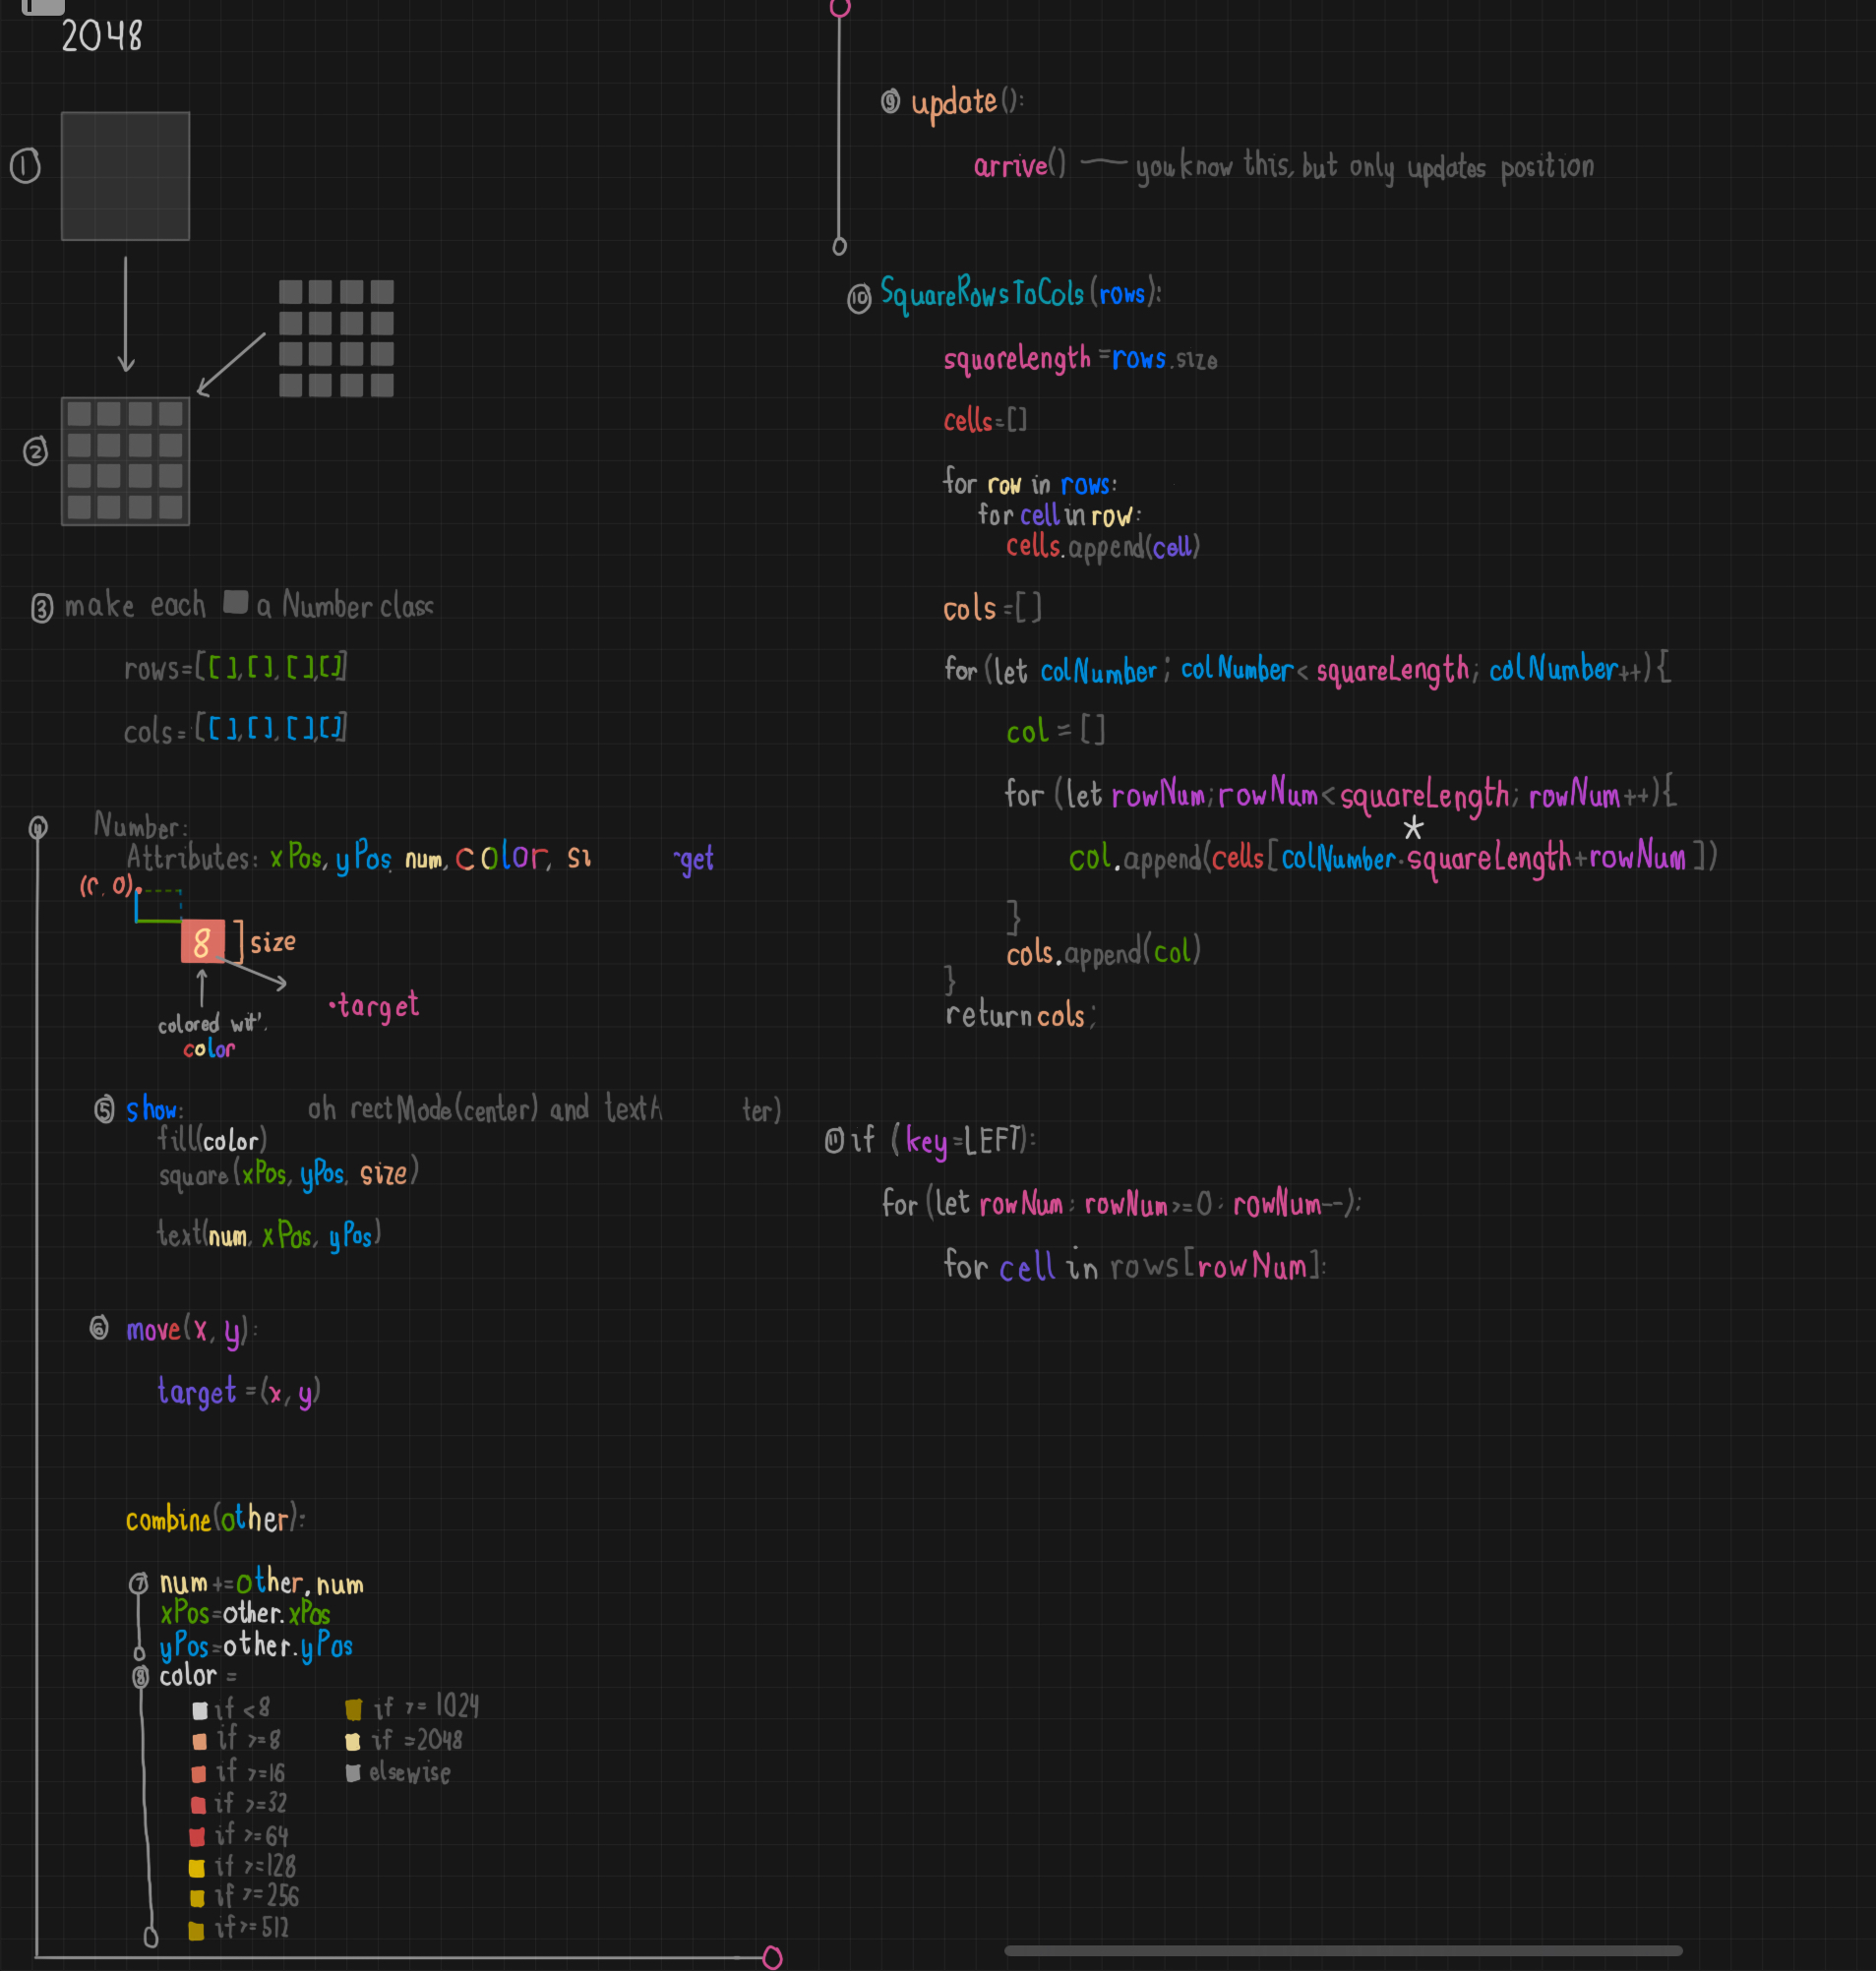 2048
①
②
③ make each a Number class
rows=[[],[],[],[]]
cols=[[],[],[],[]]
④ Number:
Attributes: xPos, yPos, num, color, si
get
(r, 0)
8
size
target
colored wit
color
⑤ show: oh rectMode(center) and text ter)
fill(color)
square(xPos, yPos, size)
text(num, xPos, yPos)
⑥ move(x, y):
target =(x, y)
combine(other):
⑦ num+=other.num
xPos=other.xPos
yPos=other.yPos
⑧ color =
if <8
if >=8
if >=16
if >=32
if >=64
if >=128
if >=256
if >=512
if >= 1024
if =2048
elsewise
⑨ update():
arrive() — you know this, but only updates position
⑩ SquareRowsToCols(rows):
squareLength =rows.size
cells=[]
for row in rows:
for cell in row:
cells.append(cell)
cols=[]
for (let colNumber; colNumber< squareLength; colNumber++){
col = []
for (let rowNum; rowNum< squareLength; rowNum++){
*
col.append(cells[colNumber·squareLength+rowNum])
}
cols.append(col)
}
return cols;
⑪ if (key=LEFT):
for (let rowNum; rowNum>=0; rowNum--):
for cell in rows[rowNum]: